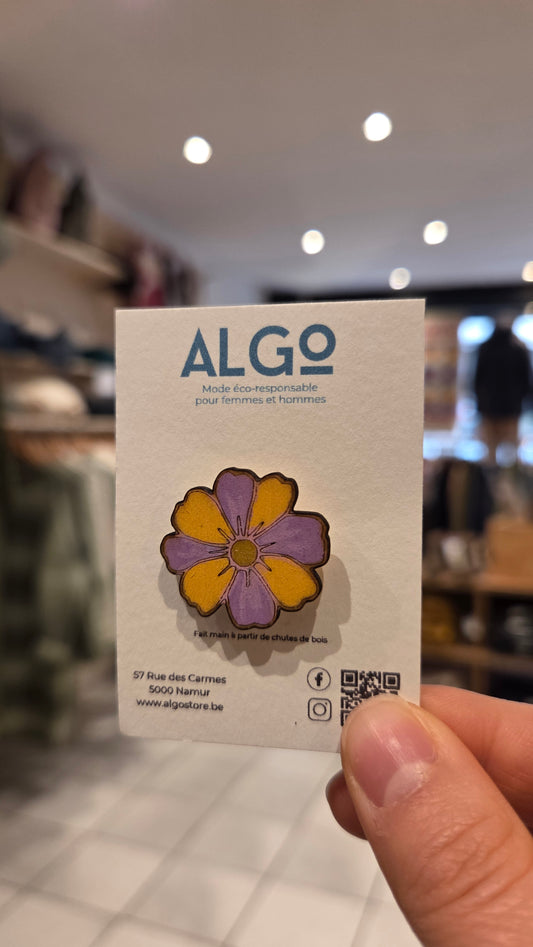 ALGO
Mode éco-responsable
pour femmes et hommes
Fait main à partir de chutes de bois
57 Rue des Carmes
5000 Namur
www.algostore.be